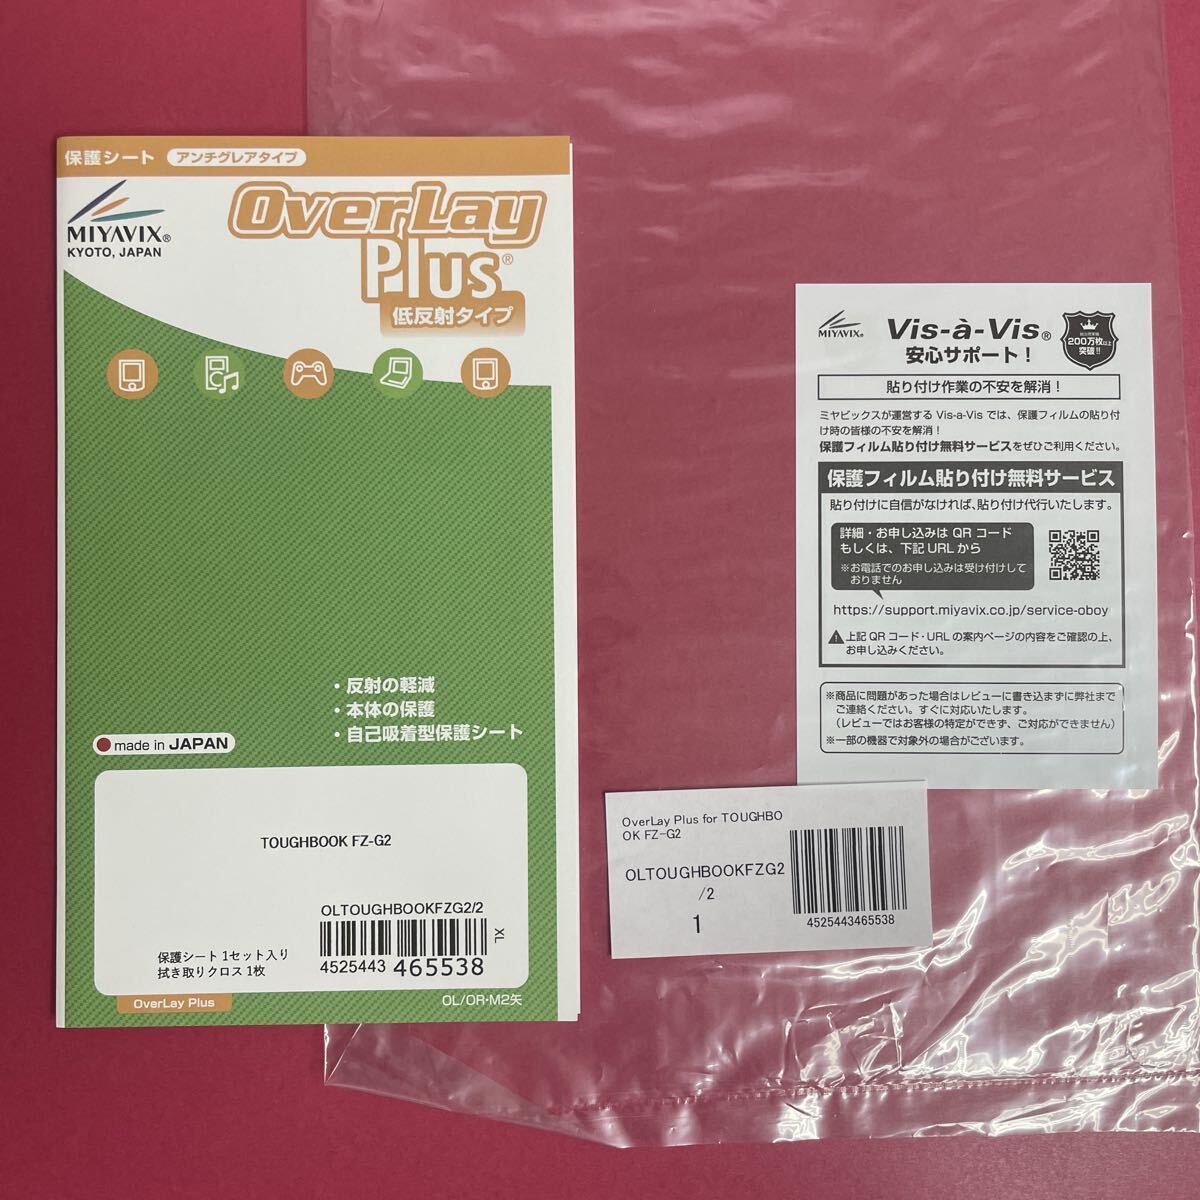 保護シート アンチグレアタイプ
MIYAVIX®
KYOTO, JAPAN
OverLay
Plus®
低反射タイプ
・反射の軽減
・本体の保護
・自己吸着型保護シート
made in JAPAN
TOUGHBOOK FZ-G2
OLTOUGHBOOKFZG2/2
XL
保護シート 1セット入り
拭き取りクロス 1枚
4525443 465538
OverLay Plus
OL/OR・M2矢
MIYAVIX®
Vis-à-Vis®
安心サポート！
200万枚以上
突破!!
貼り付け作業の不安を解消！
ミヤビックスが運営する Vis-a-Vis では、保護フィルムの貼り付
け時の皆様の不安を解消！
保護フィルム貼り付け無料サービスをぜひご利用ください。
保護フィルム貼り付け無料サービス
貼り付けに自信がなければ、貼り付け代行いたします。
詳細・お申し込みは QR コード
もしくは、下記 URL から
※お電話でのお申し込みは受け付けして
おりません
https://support.miyavix.co.jp/service-oboy
上記 QR コード・URL の案内ページの内容をご確認の上、
お申し込みください。
※商品に問題があった場合はレビューに書き込まずに弊社まで
ご連絡ください。すぐに対応いたします。
（レビューではお客様の特定ができず、ご対応ができません）
※一部の機器で対象外の場合がございます。
OverLay Plus for TOUGHBO
OK FZ-G2
OLTOUGHBOOKFZG2
/2
1
4525443465538